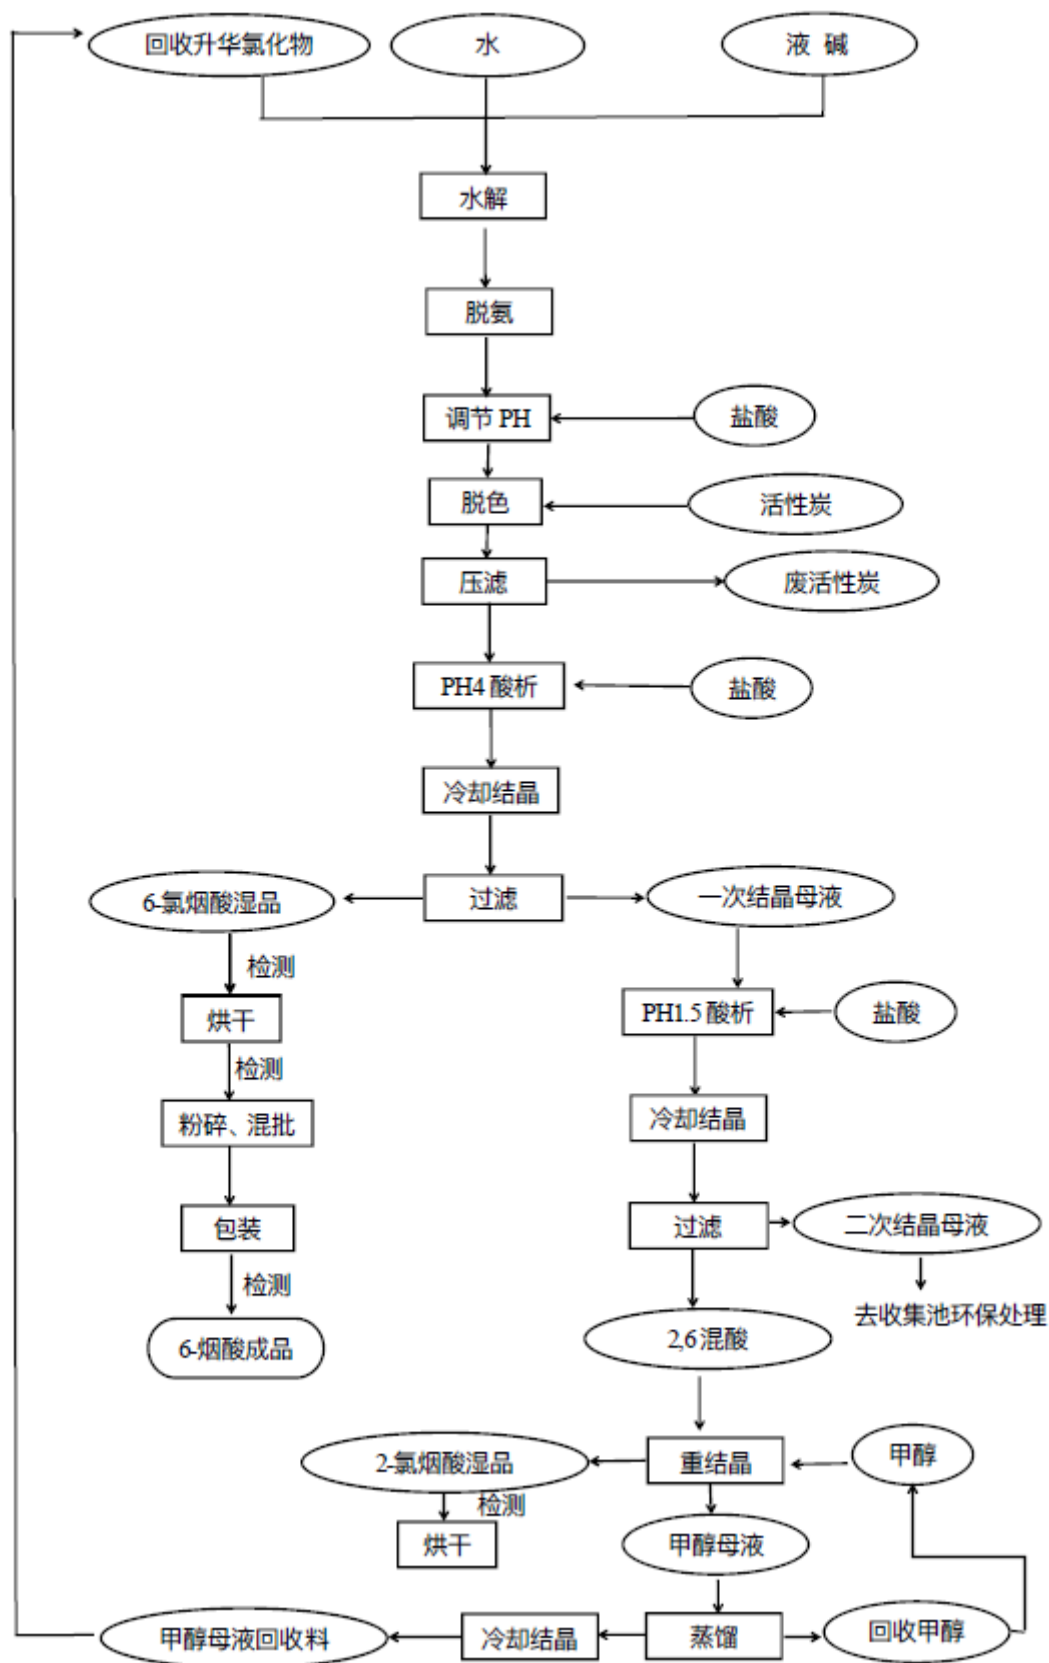 回收升华氯化物
水
液 碱
水解
脱氨
调节 PH
盐酸
脱色
活性炭
压滤
废活性炭
PH4 酸析
盐酸
冷却结晶
6-氯烟酸湿品
过滤
一次结晶母液
检测
烘干
PH1.5 酸析
盐酸
检测
粉碎、混批
冷却结晶
包装
过滤
二次结晶母液
检测
去收集池环保处理
6-烟酸成品
2,6 混酸
2-氯烟酸湿品
重结晶
甲醇
检测
烘干
甲醇母液
甲醇母液回收料
冷却结晶
蒸馏
回收甲醇